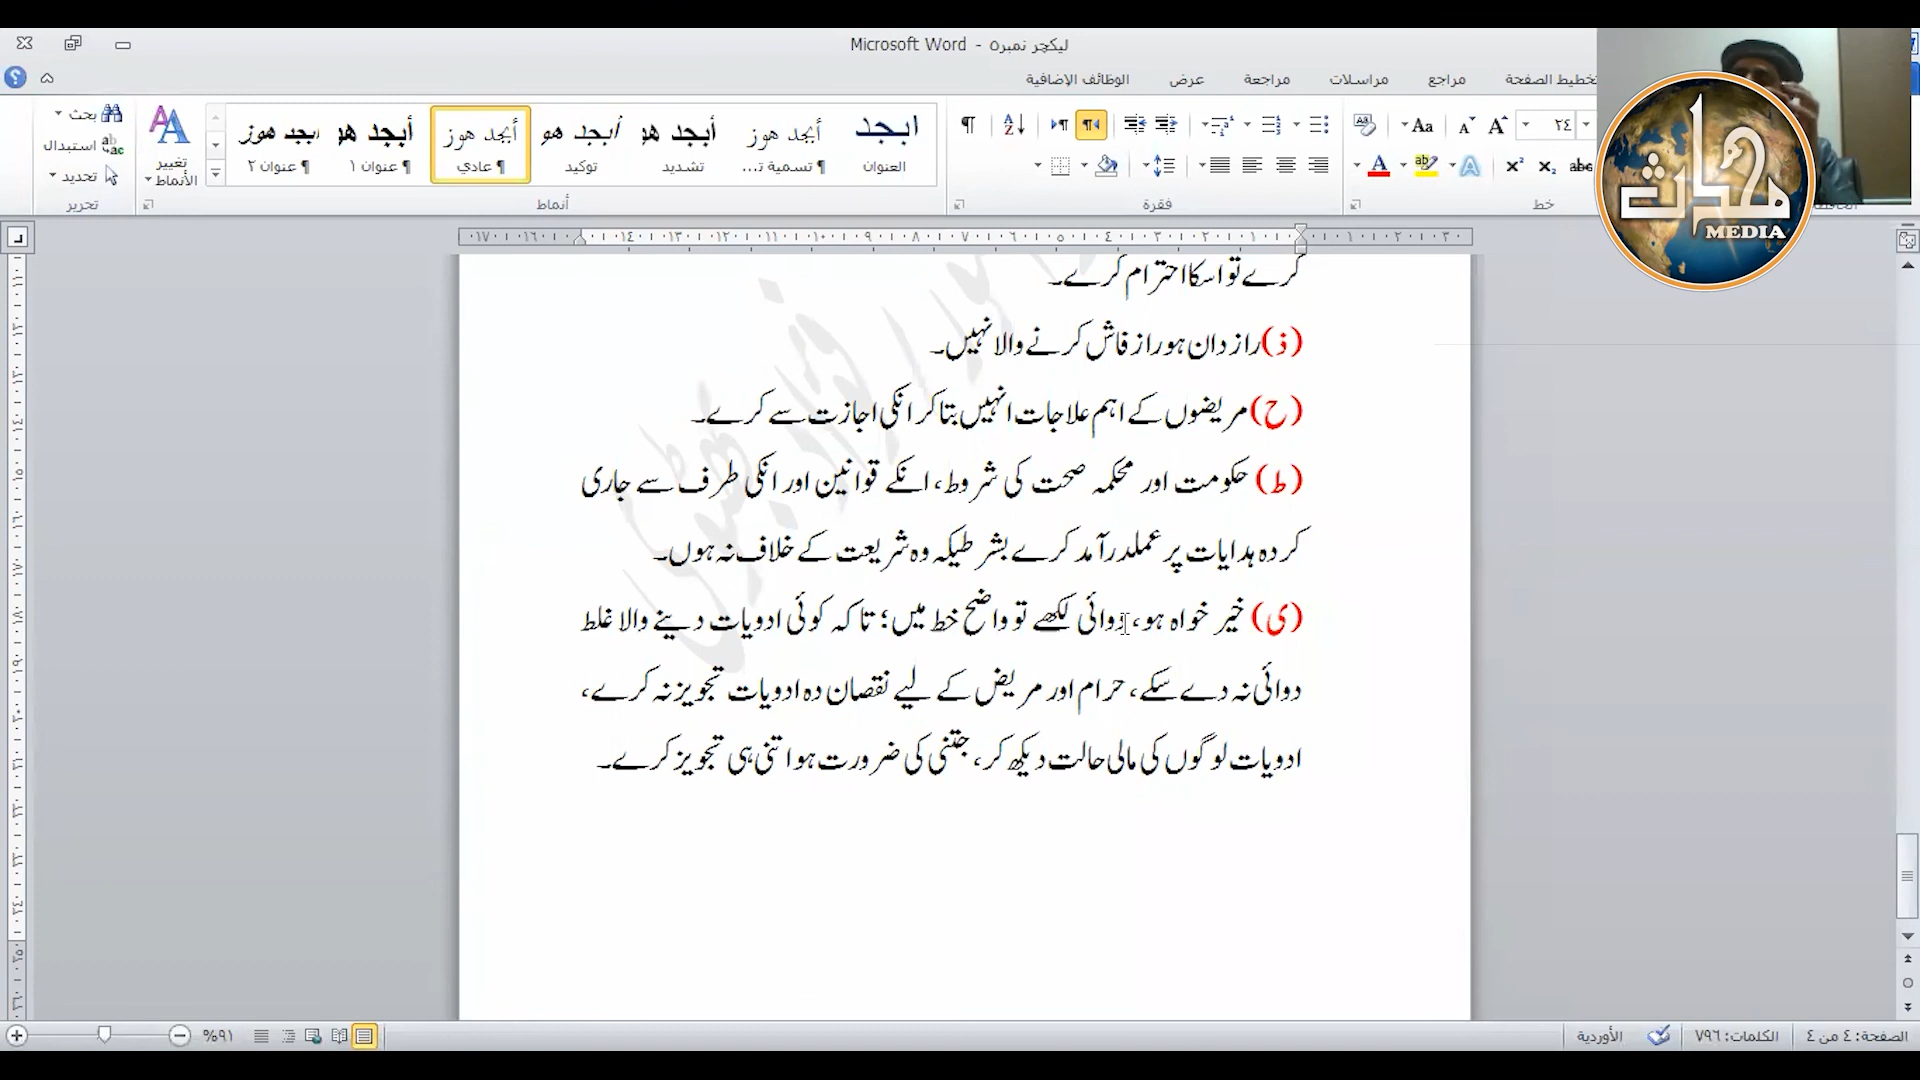 ليكچر نمبر٥ - Microsoft Word
تخطيط الصفحة
مراجع
مراسلات
مراجعة
عرض
الوظائف الإضافية
٢٤
Aa
خط
فقرة
ابجد
العنوان
أبجد هوز
تسمية ت...
أبجد هو
تشديد
أبجد هو
توكيد
أبجد هوز
عادي
أبجد هو
عنوان ١
ابجد هوز
عنوان ٢
أنماط
تغيير الأنماط
بحث
استبدال
تحديد
تحرير
محدث
MEDIA
کرے تو اسکا احترام کرے۔
(ذ) راز دان ہو راز فاش کرنے والا نہیں۔
(ح) مریضوں کے اہم علاجات انہیں بتا کر انکی اجازت سے کرے۔
(ط) حکومت اور محکمہ صحت کی شروط، انکے قوانین اور انکی طرف سے جاری
کردہ ہدایات پر عملدرآمد کرے بشرطیکہ وہ شریعت کے خلاف نہ ہوں۔
(ی) خیر خواہ ہو، دوائی لکھے تو واضح خط میں؛ تا کہ کوئی ادویات دینے والا غلط
دوائی نہ دے سکے، حرام اور مریض کے لیے نقصان دہ ادویات تجویز نہ کرے،
ادویات لوگوں کی مالی حالت دیکھ کر، جتنی کی ضرورت ہو اتنی ہی تجویز کرے۔
الصفحة: ٤ من ٤
الكلمات: ٧٩٦
الأوردية
٩١%